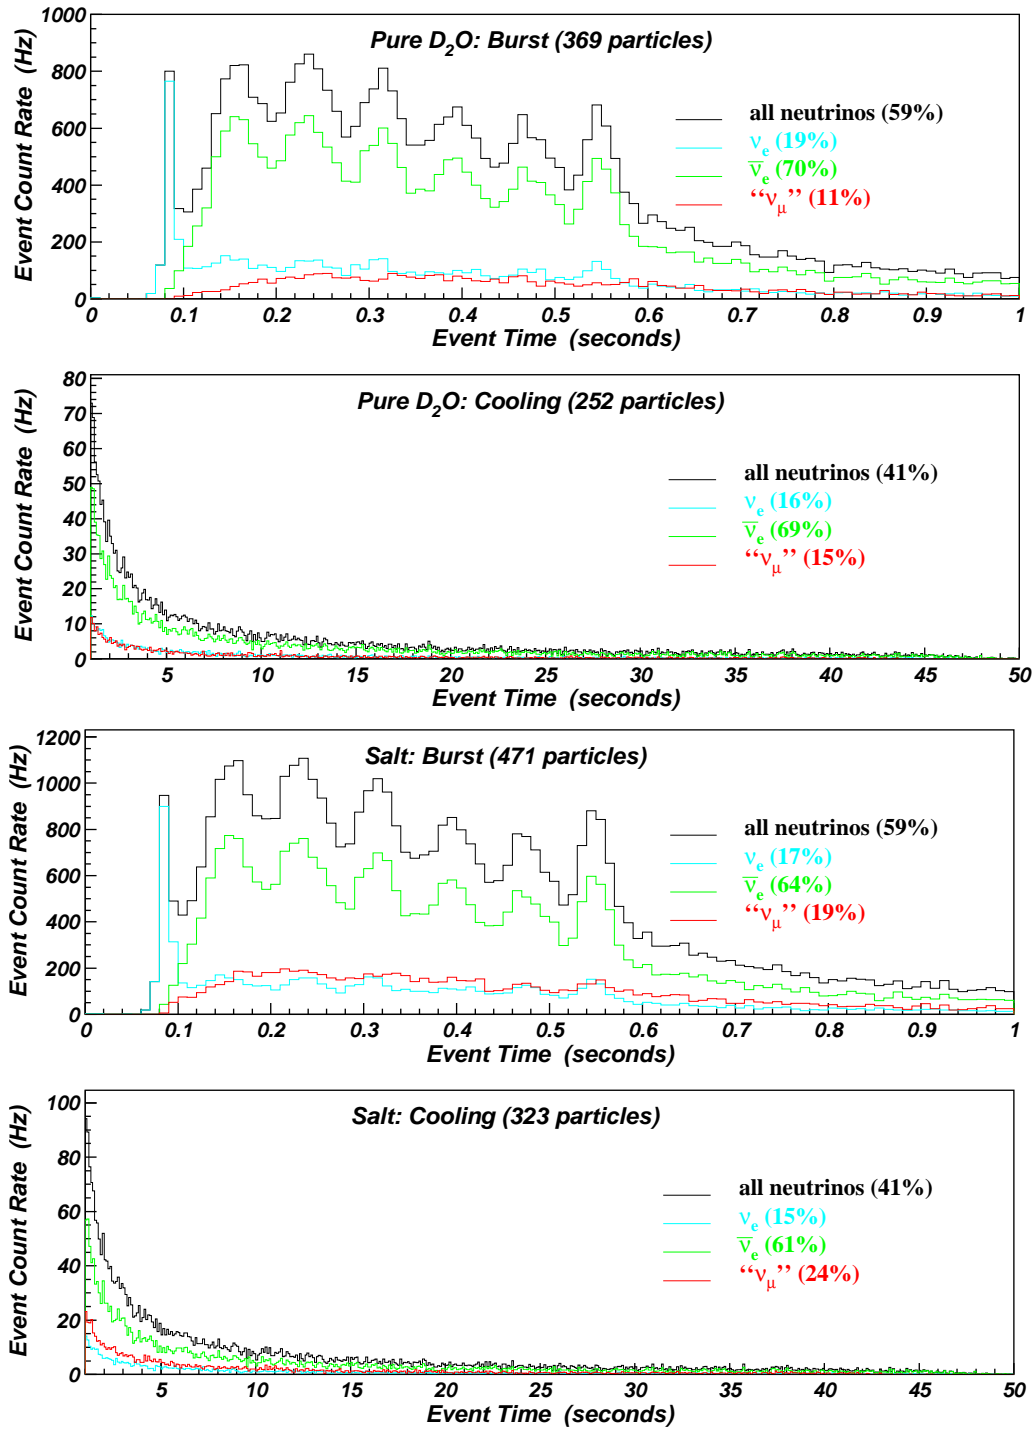 Pure D₂O: Burst (369 particles)
Event Count Rate (Hz)
1000
800
600
400
200
0
all neutrinos (59%)
νₑ (19%)
ν̅ₑ (70%)
“ν_μ” (11%)
0 0.1 0.2 0.3 0.4 0.5 0.6 0.7 0.8 0.9 1
Event Time (seconds)
Pure D₂O: Cooling (252 particles)
Event Count Rate (Hz)
80
70
60
50
40
30
20
10
0
all neutrinos (41%)
νₑ (16%)
ν̅ₑ (69%)
“ν_μ” (15%)
5 10 15 20 25 30 35 40 45 50
Event Time (seconds)
Salt: Burst (471 particles)
Event Count Rate (Hz)
1200
1000
800
600
400
200
0
all neutrinos (59%)
νₑ (17%)
ν̅ₑ (64%)
“ν_μ” (19%)
0 0.1 0.2 0.3 0.4 0.5 0.6 0.7 0.8 0.9 1
Event Time (seconds)
Salt: Cooling (323 particles)
Event Count Rate (Hz)
100
80
60
40
20
0
all neutrinos (41%)
νₑ (15%)
ν̅ₑ (61%)
“ν_μ” (24%)
5 10 15 20 25 30 35 40 45 50
Event Time (seconds)